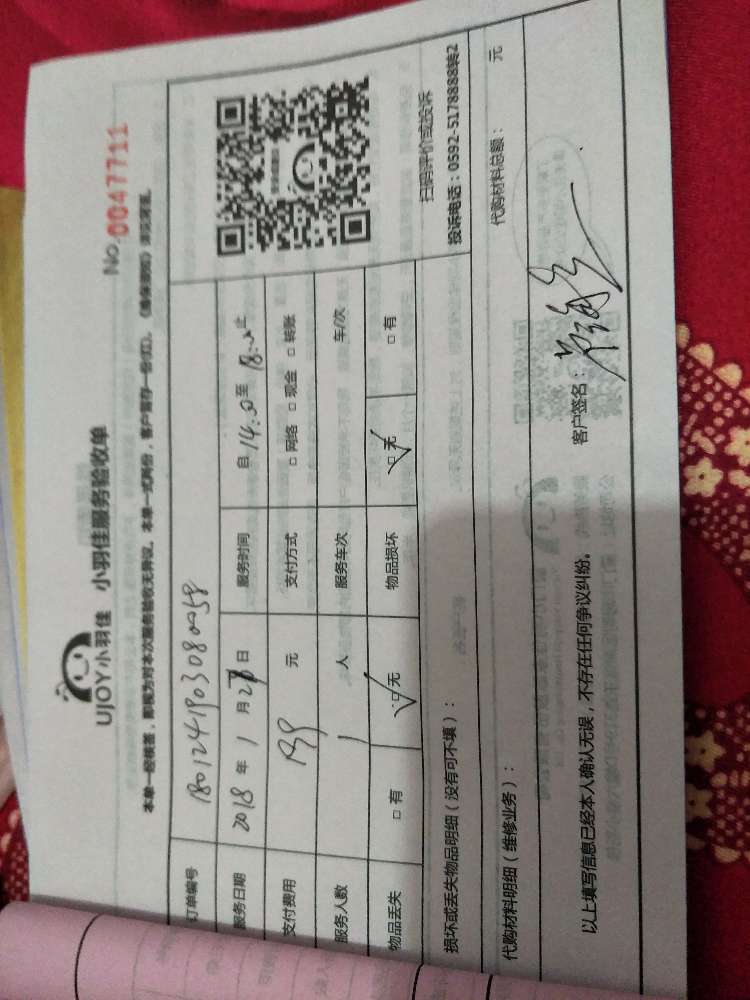 No. 0047711
UJOY小羽佳 小羽佳服务验收单
本单一经核签，即视为对本次服务验收无异议。本单一式两份，客户留存一份(红)。
订单编号 180124190308
服务日期 2018 年 1 月 日 服务时间 自 14:00 至 18:00 止
支付费用 元 支付方式 □ 网络 □ 现金 □ 转账
服务人数 1 人 服务车次 车/次
物品丢失 □ 有 □ 无 ✓ 物品损坏 □ 无 ✓ □ 有
扫码评价或投诉
投诉电话：0592-5178888转2
损坏或丢失物品明细（没有可不填）：
代购材料明细（维修业务）： 代购材料总额： 元
以上填写信息已经本人确认无误，不存在任何争议纠纷。 客户签名：